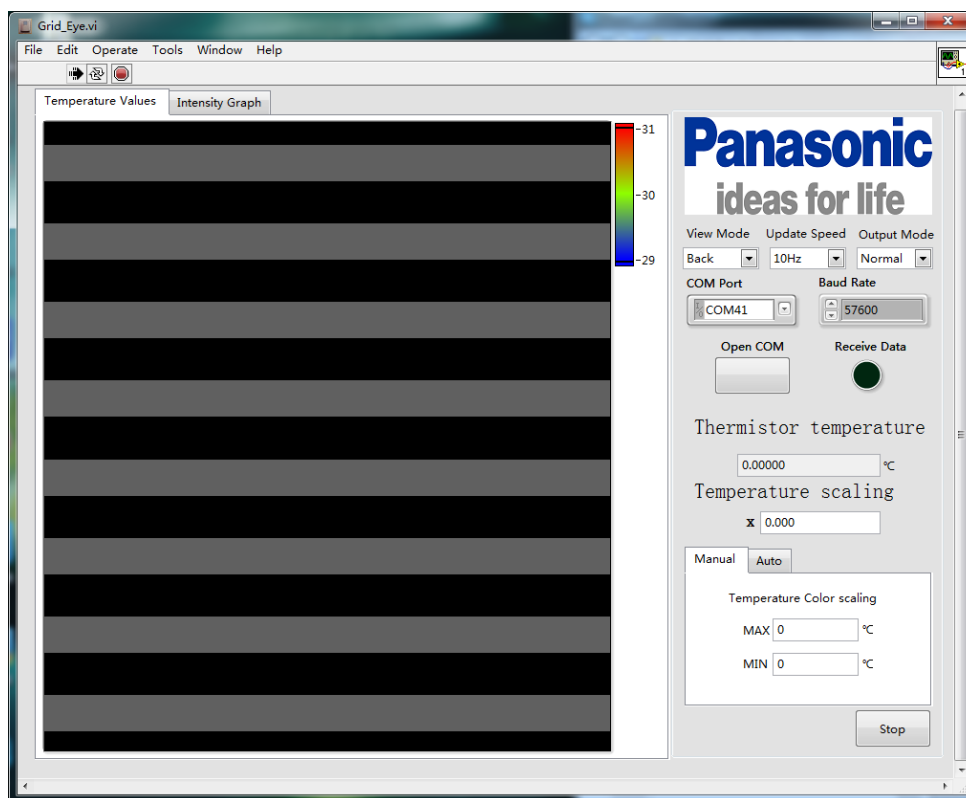 Grid_Eye.vi
File Edit Operate Tools Window Help
1
Temperature Values Intensity Graph
31
30
29
Panasonic
ideas for life
View Mode Update Speed Output Mode
Back 10Hz Normal
COM Port Baud Rate
COM41 57600
Open COM Receive Data
Thermistor temperature
0.00000 ℃
Temperature scaling
x 0.000
Manual Auto
Temperature Color scaling
MAX 0 ℃
MIN 0 ℃
Stop